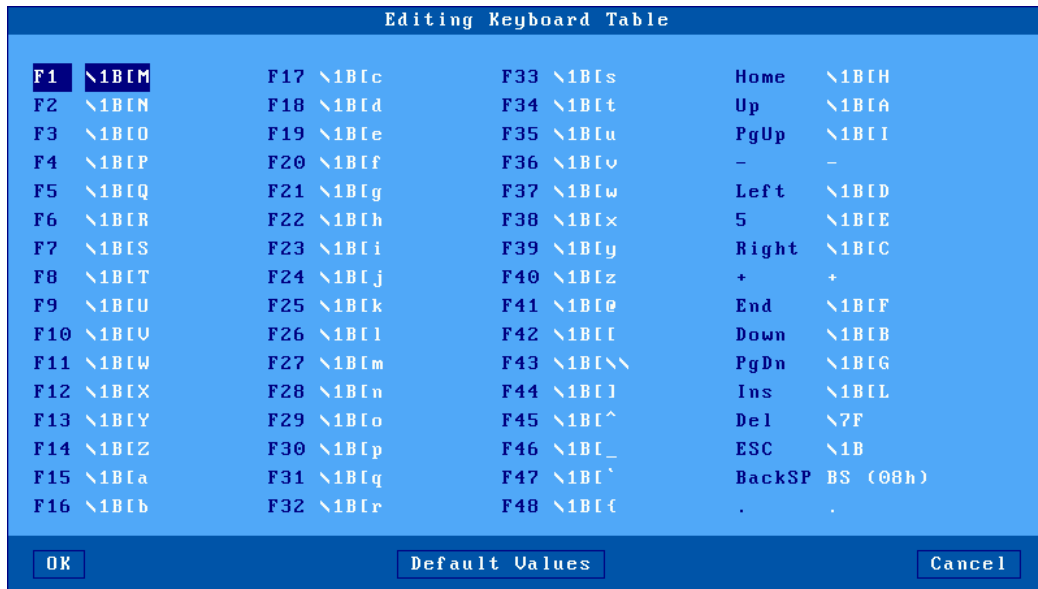 Editing Keyboard Table
F1 \1B[M F17 \1B[c F33 \1B[s Home \1B[H
F2 \1B[N F18 \1B[d F34 \1B[t Up \1B[A
F3 \1B[O F19 \1B[e F35 \1B[u PgUp \1B[I
F4 \1B[P F20 \1B[f F36 \1B[v - -
F5 \1B[Q F21 \1B[g F37 \1B[w Left \1B[D
F6 \1B[R F22 \1B[h F38 \1B[x 5 \1B[E
F7 \1B[S F23 \1B[i F39 \1B[y Right \1B[C
F8 \1B[T F24 \1B[j F40 \1B[z + +
F9 \1B[U F25 \1B[k F41 \1B[@ End \1B[F
F10 \1B[V F26 \1B[l F42 \1B[[ Down \1B[B
F11 \1B[W F27 \1B[m F43 \1B[\\ PgDn \1B[G
F12 \1B[X F28 \1B[n F44 \1B[] Ins \1B[L
F13 \1B[Y F29 \1B[o F45 \1B[^ Del \7F
F14 \1B[Z F30 \1B[p F46 \1B[_ ESC \1B
F15 \1B[a F31 \1B[q F47 \1B[` BackSP BS (08h)
F16 \1B[b F32 \1B[r F48 \1B[{ . .
OK Default Values Cancel